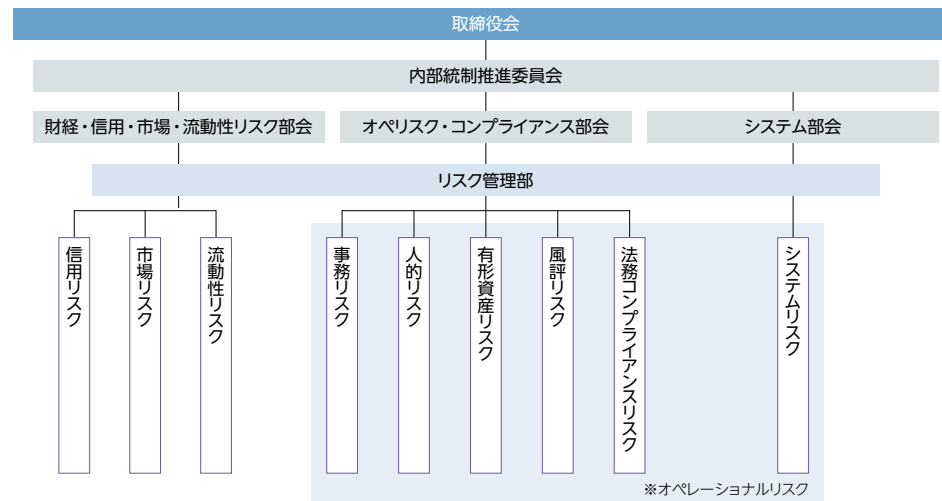 取締役会
内部統制推進委員会
財経・信用・市場・流動性リスク部会
オペリスク・コンプライアンス部会
システム部会
リスク管理部
信用リスク
市場リスク
流動性リスク
事務リスク
人的リスク
有形資産リスク
風評リスク
法務コンプライアンスリスク
システムリスク
※オペレーショナルリスク